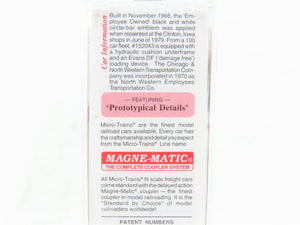 Car Information
Built in November 1966, the 'Em-
ployee Owned' black and white
circle-bar emblem was applied
when repainted at the Clinton, Iowa
shops in June of 1979. From a 100
car fleet, #152043 is equipped with
a hydraulic cushion underframe
and an Evans DF ('damage free')
loading device. The Chicago &
North Western Transportation Com-
pany was incorporated in 1970 as
the North Western Employees
Transportation Co.
— FEATURING —
'Prototypical Details'
Micro-Trains® are the finest model
railroad cars available. Every car has
the craftsmanship and detail you expect
from the Micro-Trains® Line name.
MAGNE-MATIC®
THE COMPLETE COUPLER SYSTEM
All Micro-Trains® N scale freight cars
come standard with the delayed action
Magne-Matic® coupler — the finest
coupler in model railroading. It is the
"Standard by Choice" of model
railroaders worldwide!
PATENT NUMBERS